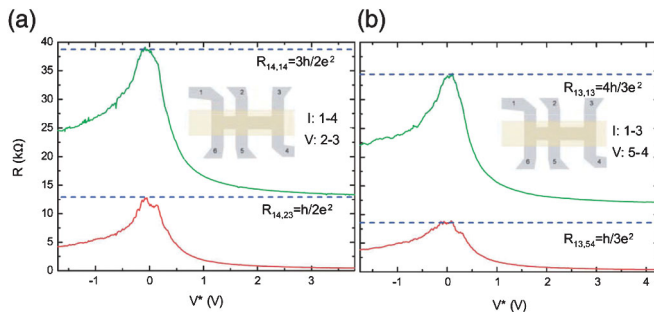 (a)
(b)
40
35
30
25
20
15
10
5
0
R (kΩ)
R14,14=3h/2e²
1 2 3
6 5 4
I: 1-4
V: 2-3
R14,23=h/2e²
-1 0 1 2 3
V* (V)
R13,13=4h/3e²
1 2 3
6 5 4
I: 1-3
V: 5-4
R13,54=h/3e²
-1 0 1 2 3 4
V* (V)